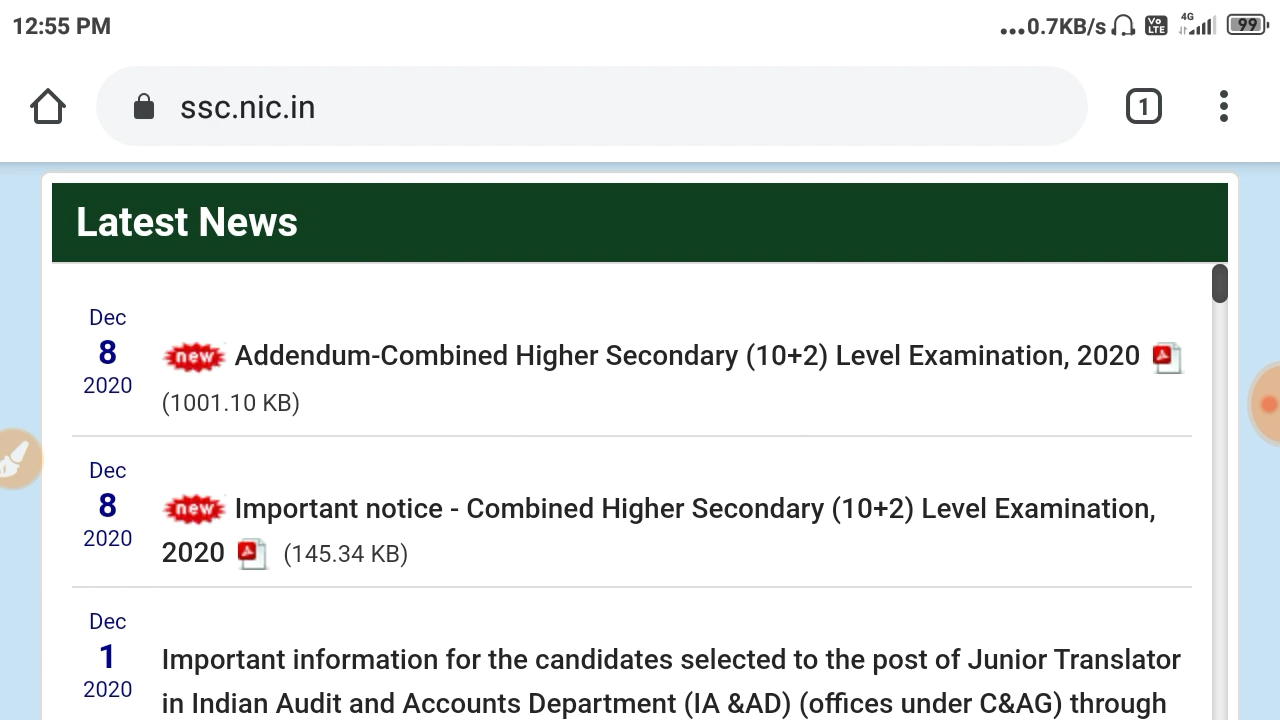 12:55 PM
...0.7KB/s Vo LTE 4G 99
ssc.nic.in
1
Latest News
Dec
8
2020
new Addendum-Combined Higher Secondary (10+2) Level Examination, 2020
(1001.10 KB)
Dec
8
2020
new Important notice - Combined Higher Secondary (10+2) Level Examination,
2020 (145.34 KB)
Dec
1
2020
Important information for the candidates selected to the post of Junior Translator
in Indian Audit and Accounts Department (IA &AD) (offices under C&AG) through